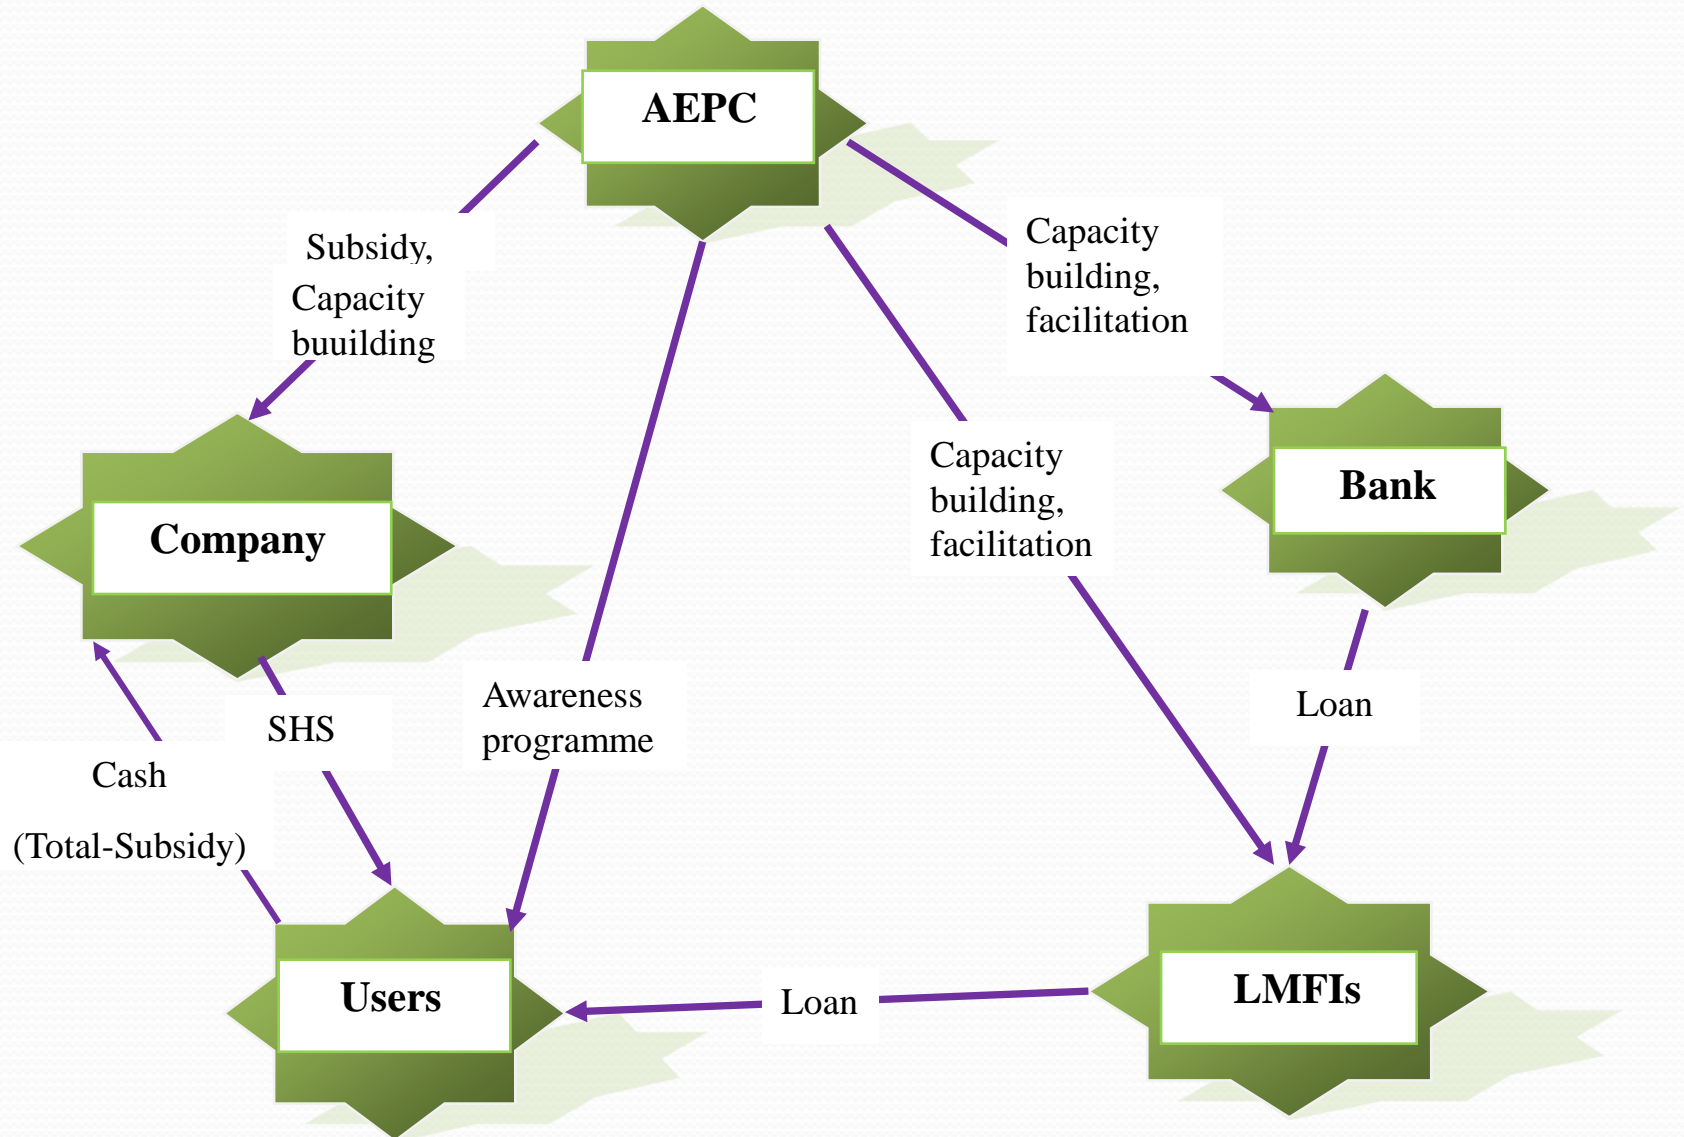 AEPC
Subsidy,
Capacity
buuilding
Capacity
building,
facilitation
Capacity
building,
facilitation
Bank
Company
Awareness
programme
Loan
SHS
Cash
(Total-Subsidy)
Users
Loan
LMFIs